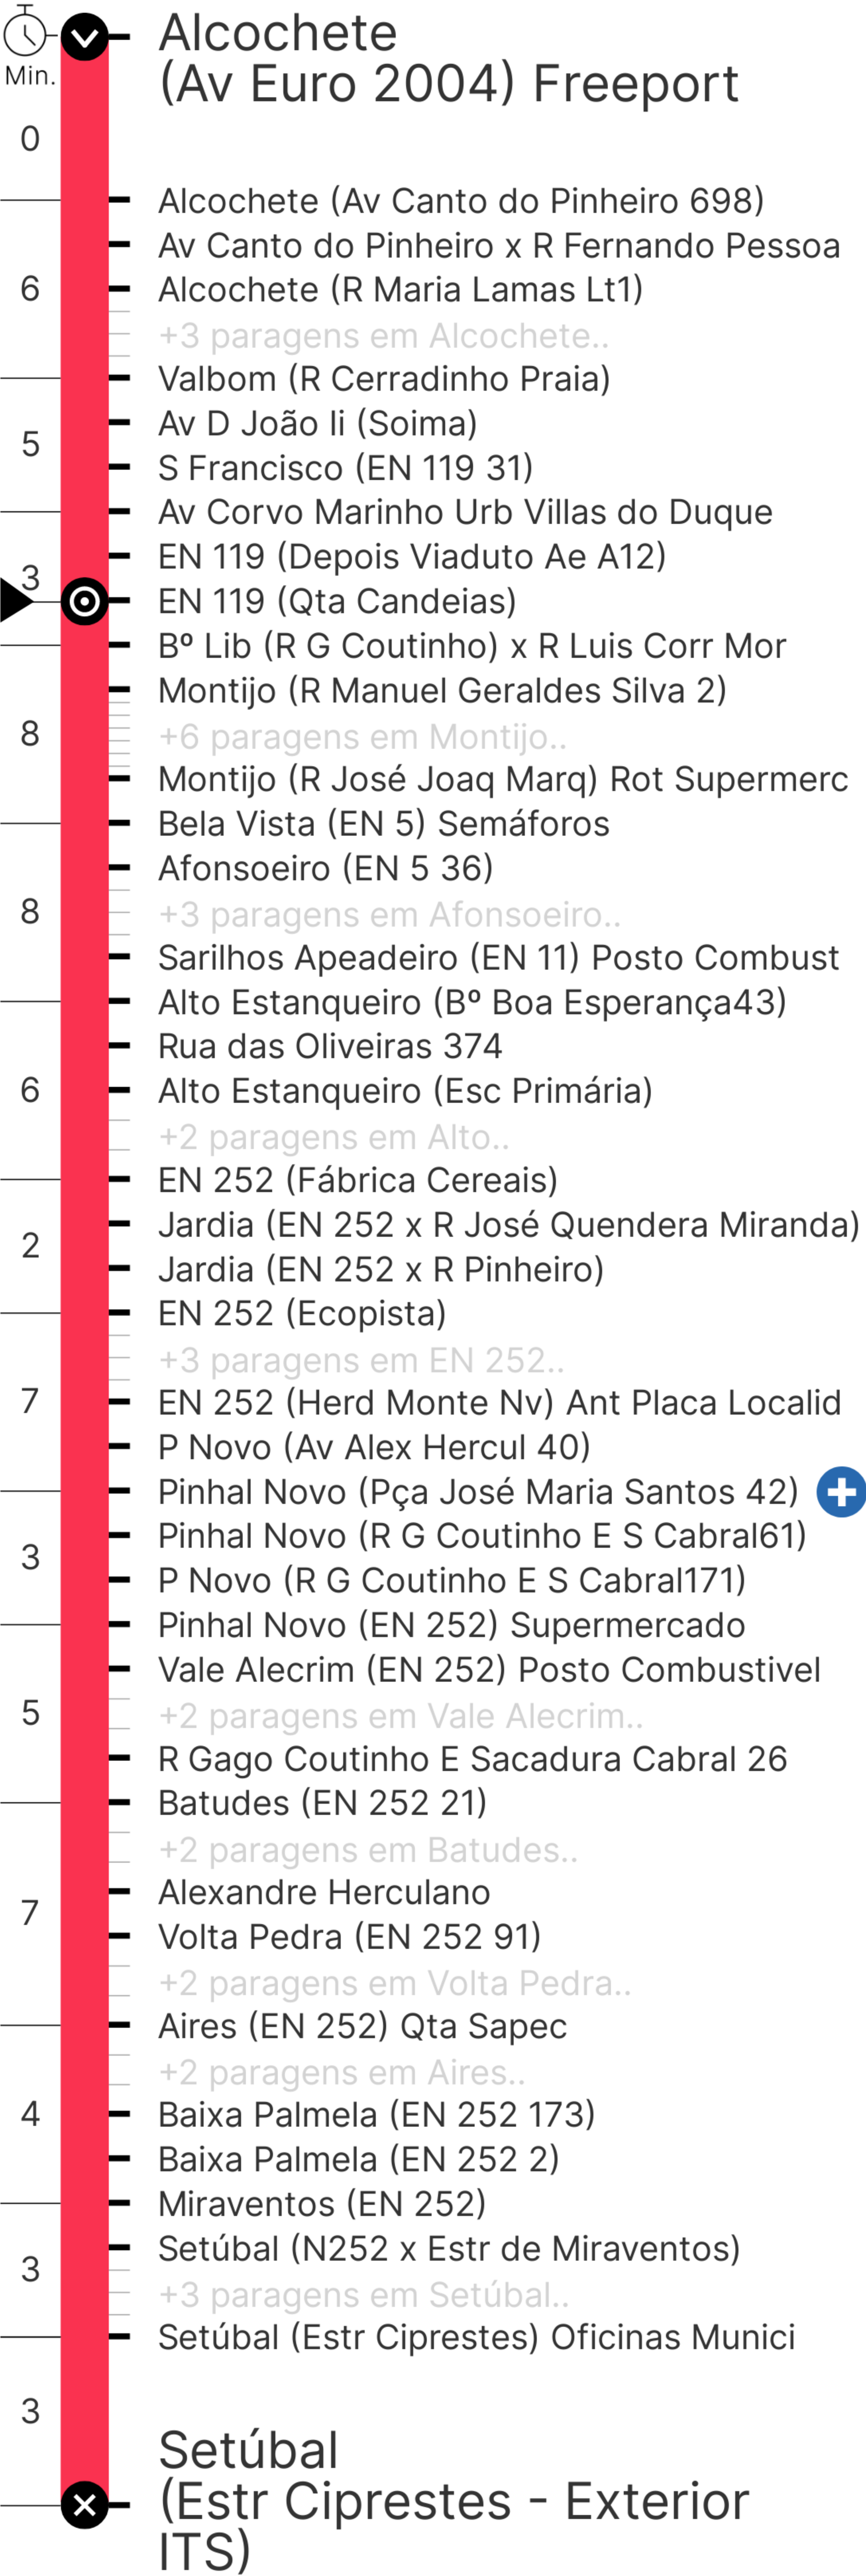 Alcochete
(Av Euro 2004) Freeport
Min.
0
Alcochete (Av Canto do Pinheiro 698)
Av Canto do Pinheiro x R Fernando Pessoa
6 Alcochete (R Maria Lamas Lt1)
+3 paragens em Alcochete..
Valbom (R Cerradinho Praia)
Av D João Ii (Soima)
5
S Francisco (EN 119 31)
Av Corvo Marinho Urb Villas do Duque
EN 119 (Depois Viaduto Ae A12)
3
EN 119 (Qta Candeias)
Bº Lib (R G Coutinho) x R Luis Corr Mor
Montijo (R Manuel Geraldes Silva 2)
8 +6 paragens em Montijo..
Montijo (R José Joaq Marq) Rot Supermerc
Bela Vista (EN 5) Semáforos
Afonsoeiro (EN 5 36)
8 +3 paragens em Afonsoeiro..
Sarilhos Apeadeiro (EN 11) Posto Combust
Alto Estanqueiro (Bº Boa Esperança43)
Rua das Oliveiras 374
6 Alto Estanqueiro (Esc Primária)
+2 paragens em Alto..
EN 252 (Fábrica Cereais)
Jardia (EN 252 x R José Quendera Miranda)
2
Jardia (EN 252 x R Pinheiro)
EN 252 (Ecopista)
+3 paragens em EN 252..
7 EN 252 (Herd Monte Nv) Ant Placa Localid
P Novo (Av Alex Hercul 40)
Pinhal Novo (Pça José Maria Santos 42)
Pinhal Novo (R G Coutinho E S Cabral61)
3
P Novo (R G Coutinho E S Cabral171)
Pinhal Novo (EN 252) Supermercado
Vale Alecrim (EN 252) Posto Combustivel
5 +2 paragens em Vale Alecrim..
R Gago Coutinho E Sacadura Cabral 26
Batudes (EN 252 21)
+2 paragens em Batudes..
Alexandre Herculano
7
Volta Pedra (EN 252 91)
+2 paragens em Volta Pedra..
Aires (EN 252) Qta Sapec
+2 paragens em Aires..
4 Baixa Palmela (EN 252 173)
Baixa Palmela (EN 252 2)
Miraventos (EN 252)
Setúbal (N252 x Estr de Miraventos)
3
+3 paragens em Setúbal..
Setúbal (Estr Ciprestes) Oficinas Munici
3
Setúbal
(Estr Ciprestes - Exterior
ITS)